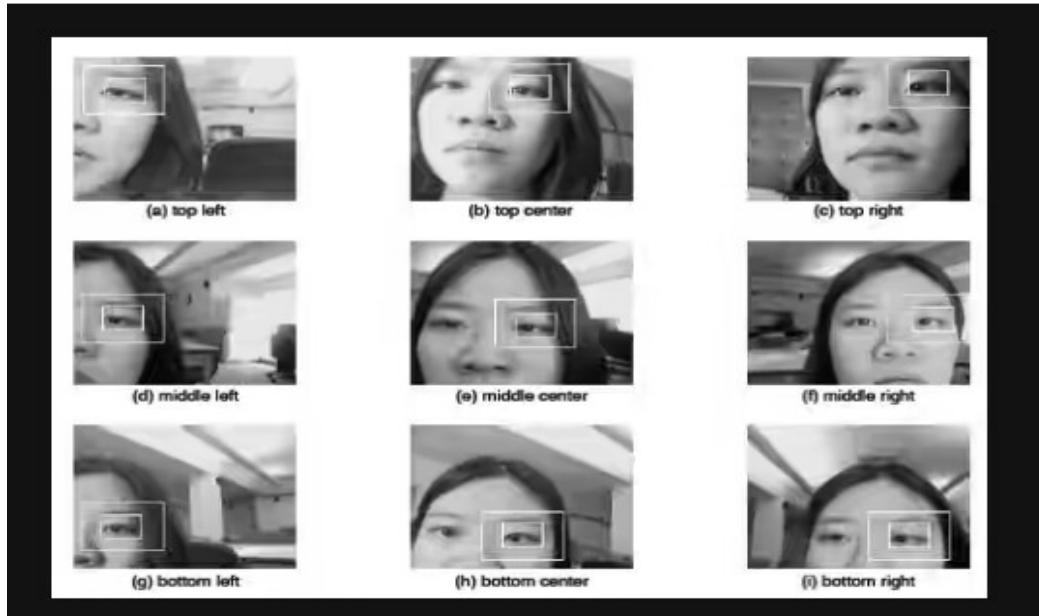 (a) top left
(b) top center
(c) top right
(d) middle left
(e) middle center
(f) middle right
(g) bottom left
(h) bottom center
(i) bottom right